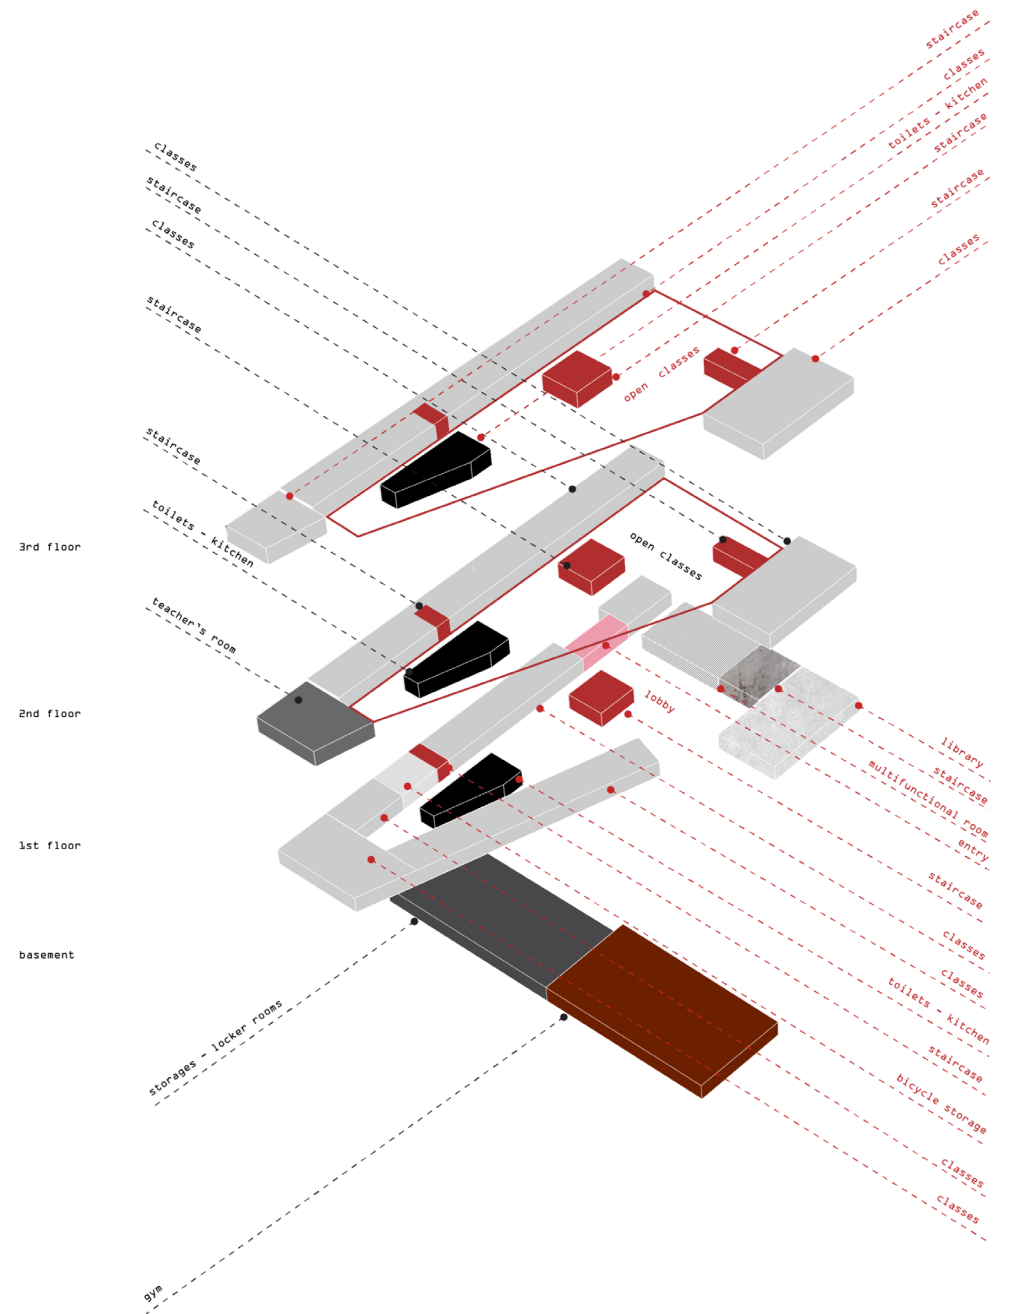 staircase
classes
toilets - kitchen
staircase
staircase
classes
classes
staircase
classes
staircase
staircase
toilets - kitchen
teacher's room
open classes
open classes
lobby
3rd floor
2nd floor
1st floor
basement
library
staircase
multifunctional room
entry
staircase
classes
classes
toilets - kitchen
staircase
bicycle storage
classes
classes
storages - locker rooms
gym